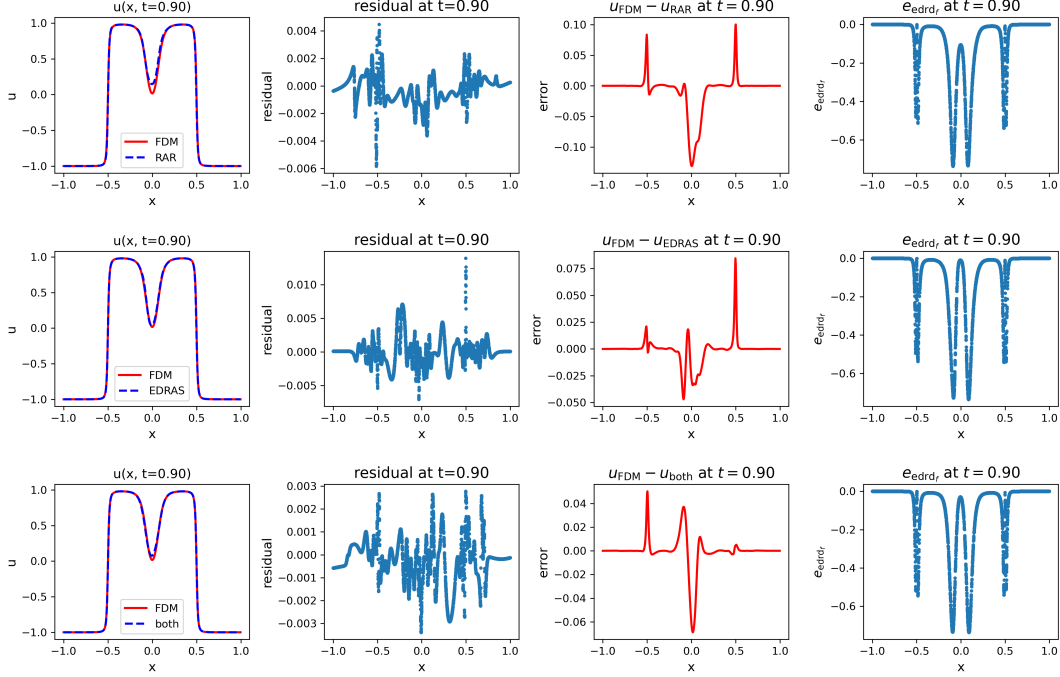 u(x, t=0.90)
1.0
0.5
0.0
−0.5
−1.0
u
FDM
RAR
−1.0 −0.5 0.0 0.5 1.0
x
residual at t=0.90
0.004
0.002
0.000
−0.002
−0.004
−0.006
residual
−1.0 −0.5 0.0 0.5 1.0
x
u_FDM − u_RAR at t = 0.90
0.10
0.05
0.00
−0.05
−0.10
error
−1.0 −0.5 0.0 0.5 1.0
x
e_edrd_f at t = 0.90
0.0
−0.2
−0.4
−0.6
e_edrd_f
−1.0 −0.5 0.0 0.5 1.0
x
u(x, t=0.90)
1.0
0.5
0.0
−0.5
−1.0
u
FDM
EDRAS
−1.0 −0.5 0.0 0.5 1.0
x
residual at t=0.90
0.010
0.005
0.000
−0.005
residual
−1.0 −0.5 0.0 0.5 1.0
x
u_FDM − u_EDRAS at t = 0.90
0.075
0.050
0.025
0.000
−0.025
−0.050
error
−1.0 −0.5 0.0 0.5 1.0
x
e_edrd_f at t = 0.90
0.0
−0.2
−0.4
−0.6
e_edrd_f
−1.0 −0.5 0.0 0.5 1.0
x
u(x, t=0.90)
1.0
0.5
0.0
−0.5
−1.0
u
FDM
both
−1.0 −0.5 0.0 0.5 1.0
x
residual at t=0.90
0.003
0.002
0.001
0.000
−0.001
−0.002
−0.003
residual
−1.0 −0.5 0.0 0.5 1.0
x
u_FDM − u_both at t = 0.90
0.04
0.02
0.00
−0.02
−0.04
−0.06
error
−1.0 −0.5 0.0 0.5 1.0
x
e_edrd_f at t = 0.90
0.0
−0.2
−0.4
−0.6
e_edrd_f
−1.0 −0.5 0.0 0.5 1.0
x